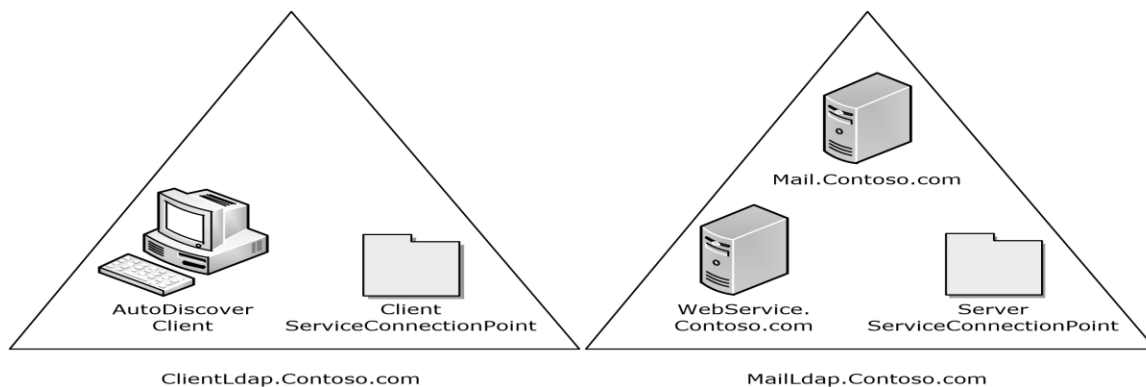 Mail.Contoso.com
AutoDiscover
Client
Client
ServiceConnectionPoint
WebService.
Contoso.com
Server
ServiceConnectionPoint
ClientLdap.Contoso.com
MailLdap.Contoso.com